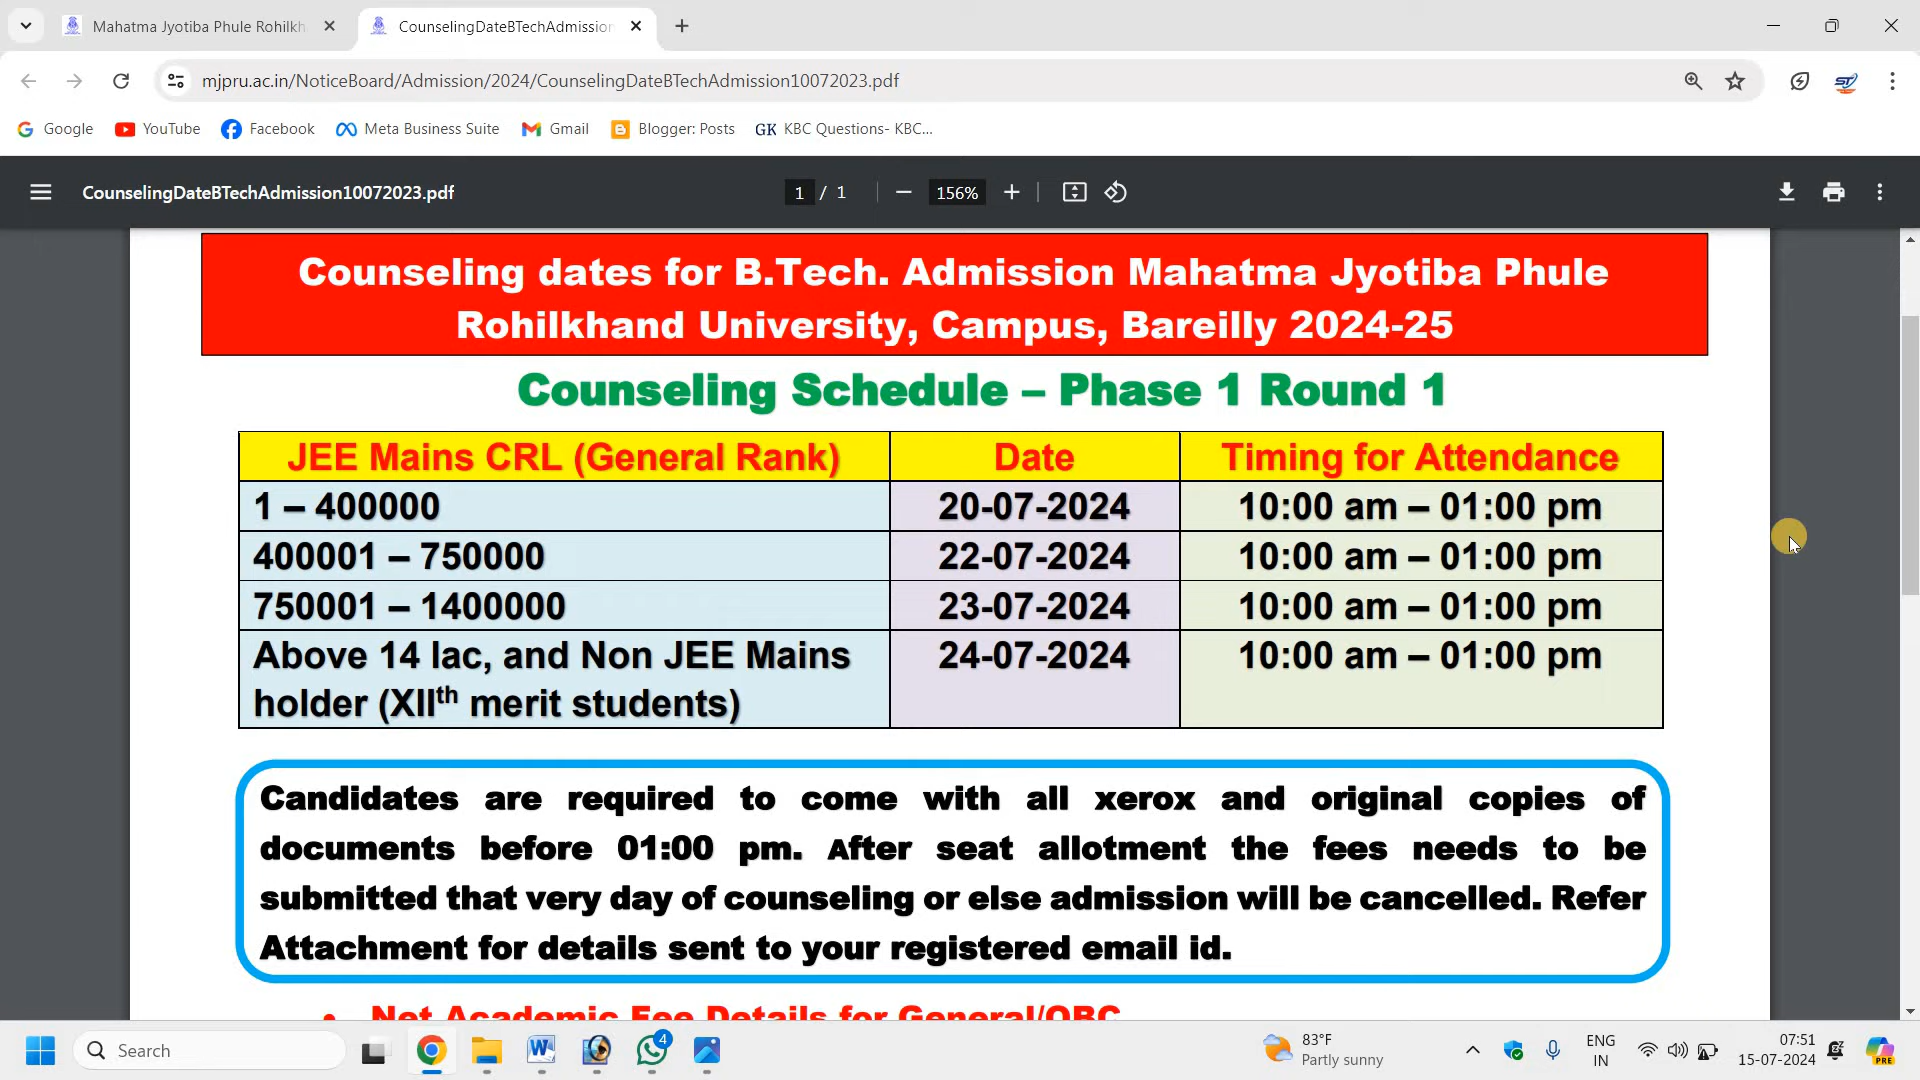 Mahatma Jyotiba Phule Rohilkh
CounselingDateBTechAdmission
mjpru.ac.in/NoticeBoard/Admission/2024/CounselingDateBTechAdmission10072023.pdf
Google YouTube Facebook Meta Business Suite Gmail Blogger: Posts GK KBC Questions- KBC...
CounselingDateBTechAdmission10072023.pdf 1 / 1 156%
Counseling dates for B.Tech. Admission Mahatma Jyotiba Phule
Rohilkhand University, Campus, Bareilly 2024-25
Counseling Schedule – Phase 1 Round 1
JEE Mains CRL (General Rank) Date Timing for Attendance
1 – 400000 20-07-2024 10:00 am – 01:00 pm
400001 – 750000 22-07-2024 10:00 am – 01:00 pm
750001 – 1400000 23-07-2024 10:00 am – 01:00 pm
Above 14 lac, and Non JEE Mains 24-07-2024 10:00 am – 01:00 pm
holder (XIIth merit students)
Candidates are required to come with all xerox and original copies of
documents before 01:00 pm. After seat allotment the fees needs to be
submitted that very day of counseling or else admission will be cancelled. Refer
Attachment for details sent to your registered email id.
• Net Academic Fee Details for General/OBC
Search
4
83°F
Partly sunny
ENG
IN
07:51
15-07-2024
PRE